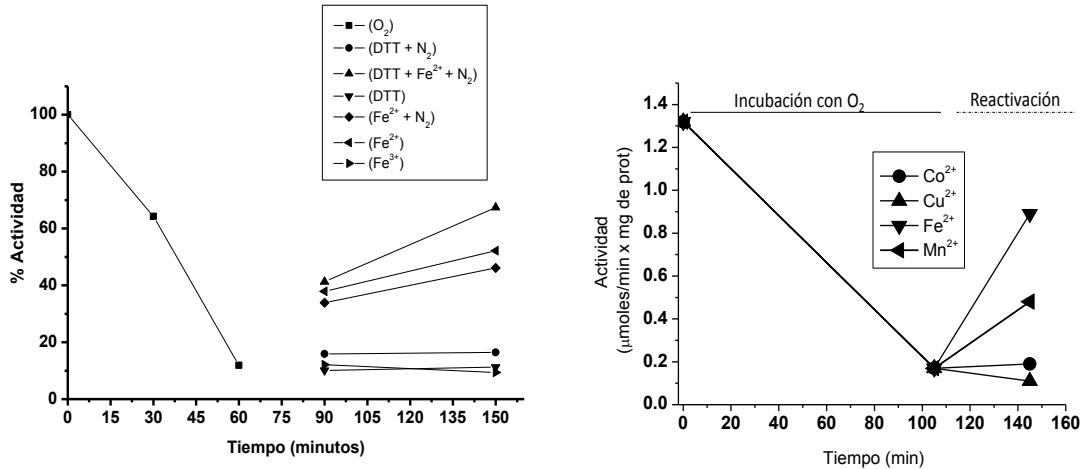 (O₂)
(DTT + N₂)
(DTT + Fe²⁺ + N₂)
(DTT)
(Fe²⁺ + N₂)
(Fe²⁺)
(Fe³⁺)
% Actividad
100
80
60
40
20
0
0 15 30 45 60 75 90 105 120 135 150
Tiempo (minutos)
Incubación con O₂ Reactivación
Co²⁺
Cu²⁺
Fe²⁺
Mn²⁺
Actividad
(μmoles/min x mg de prot)
1.4
1.2
1.0
0.8
0.6
0.4
0.2
0.0
0 20 40 60 80 100 120 140 160
Tiempo (min)